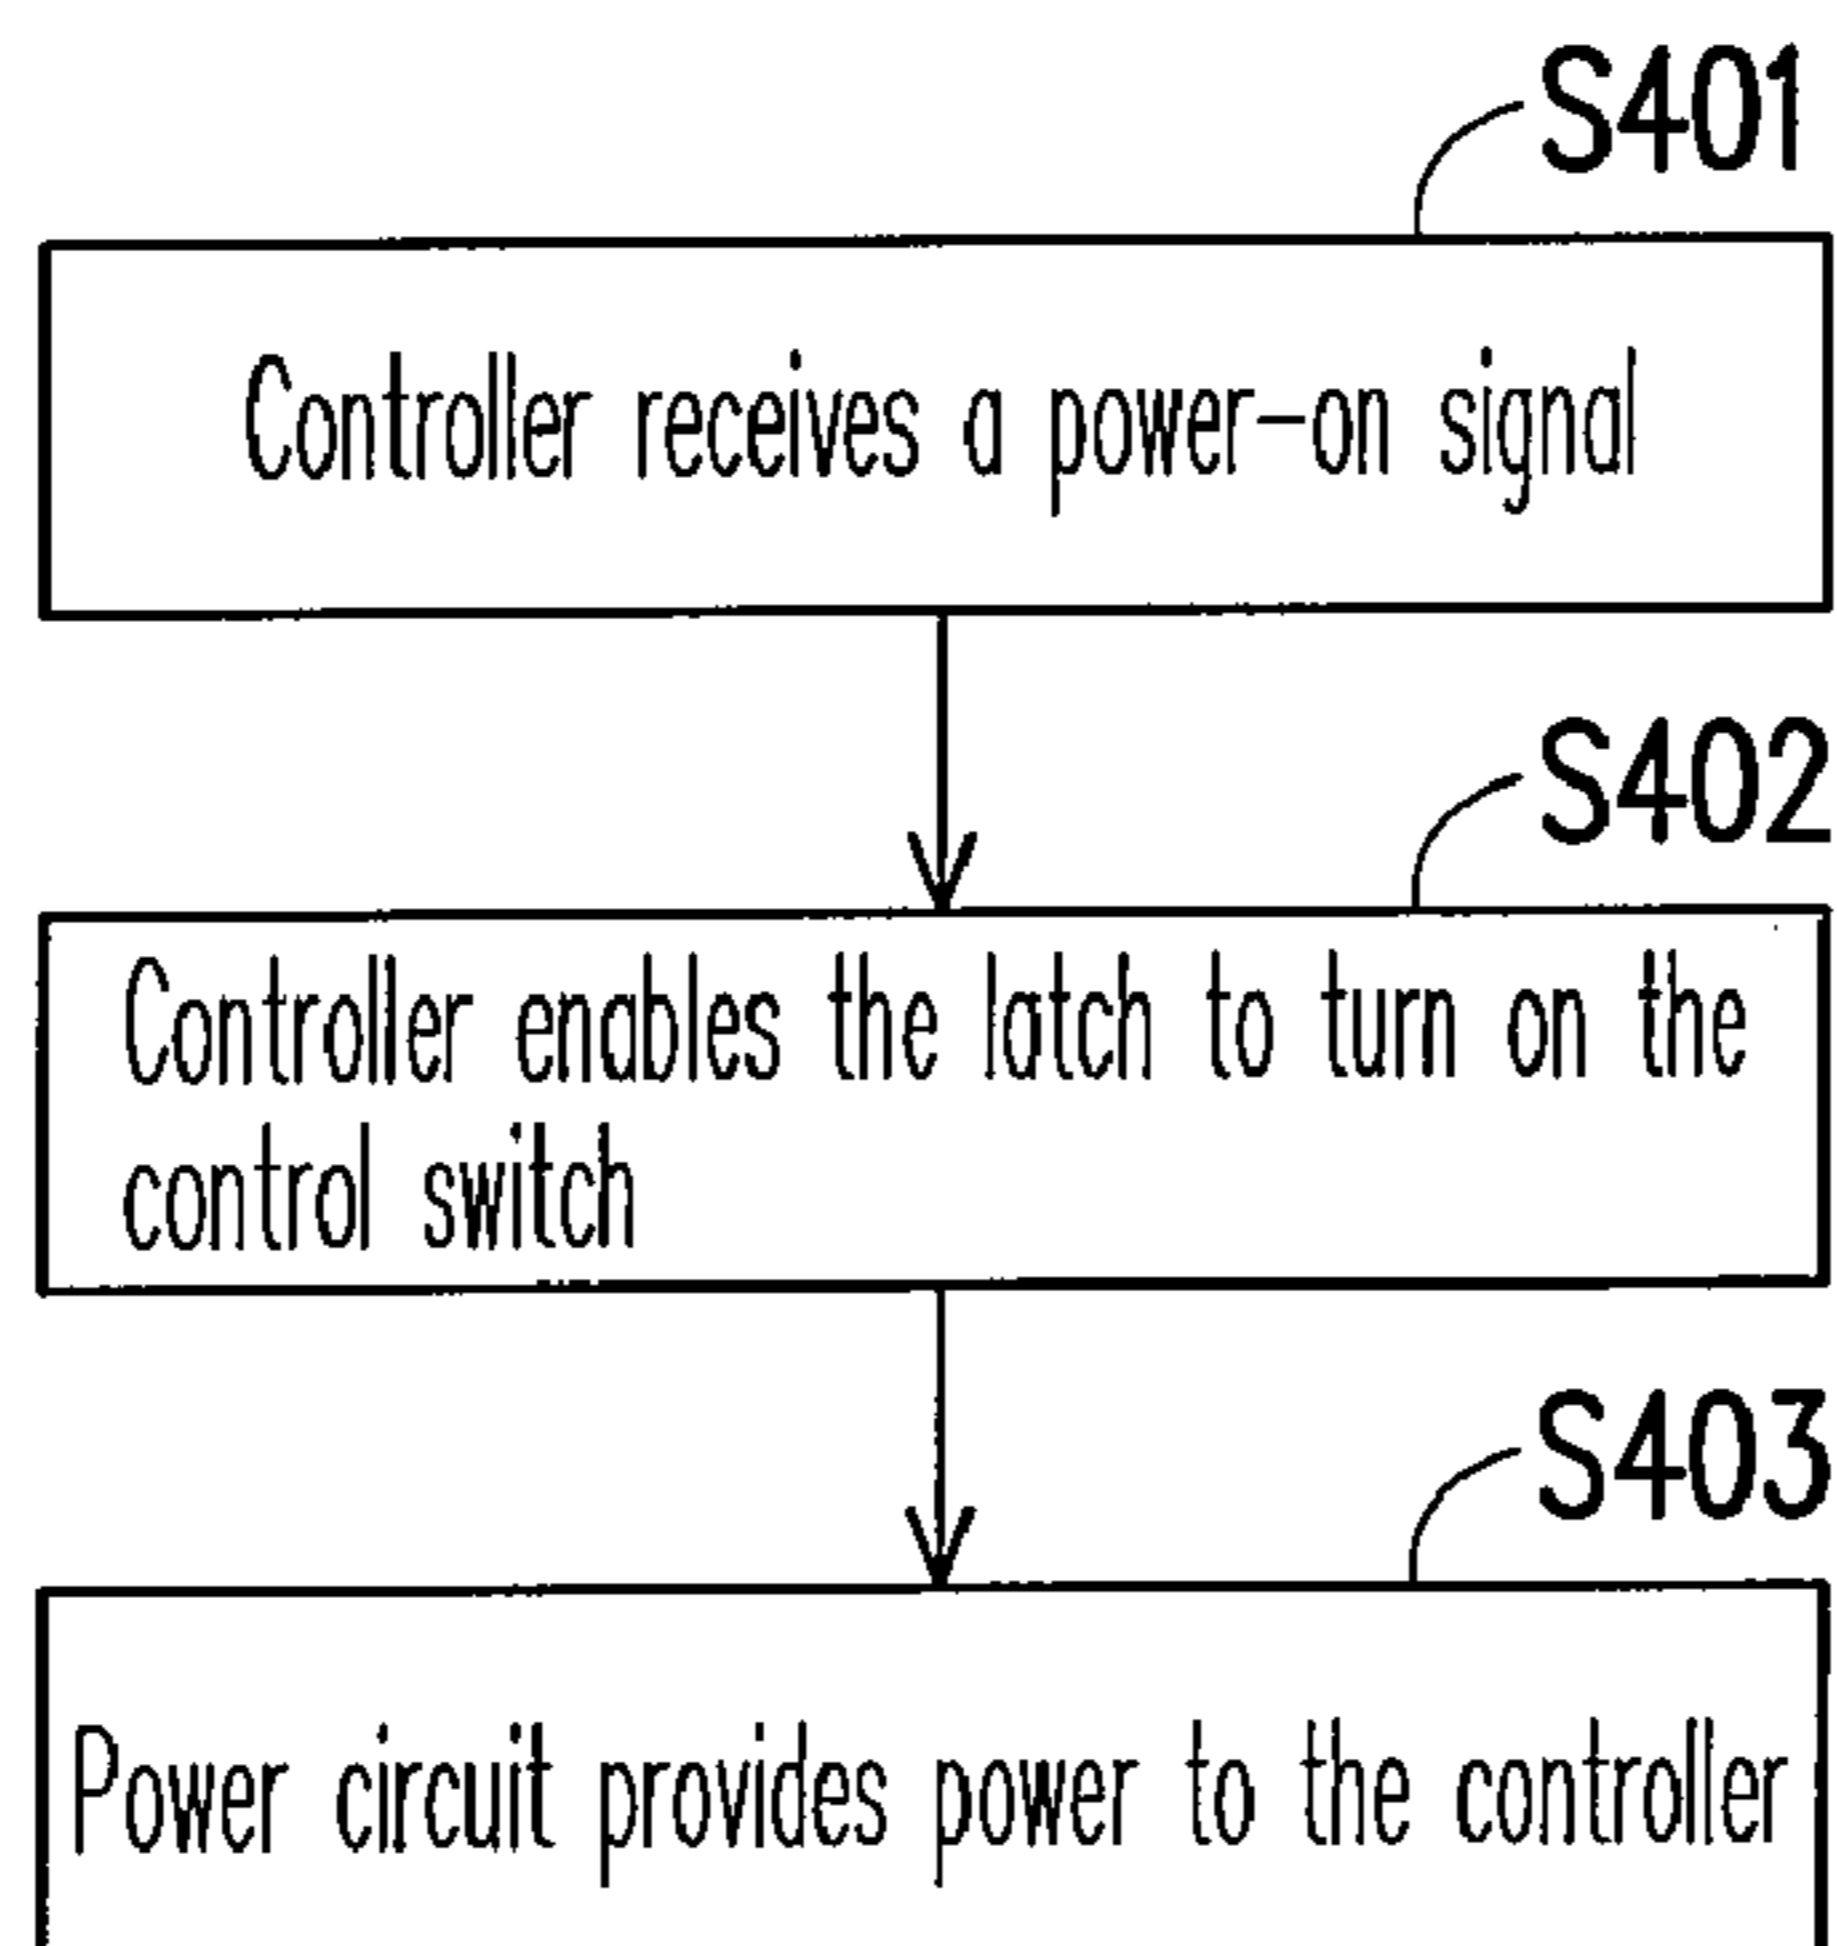 S401
Controller receives a power-on signal
S402
Controller enables the latch to turn on the
control switch
S403
Power circuit provides power to the controller